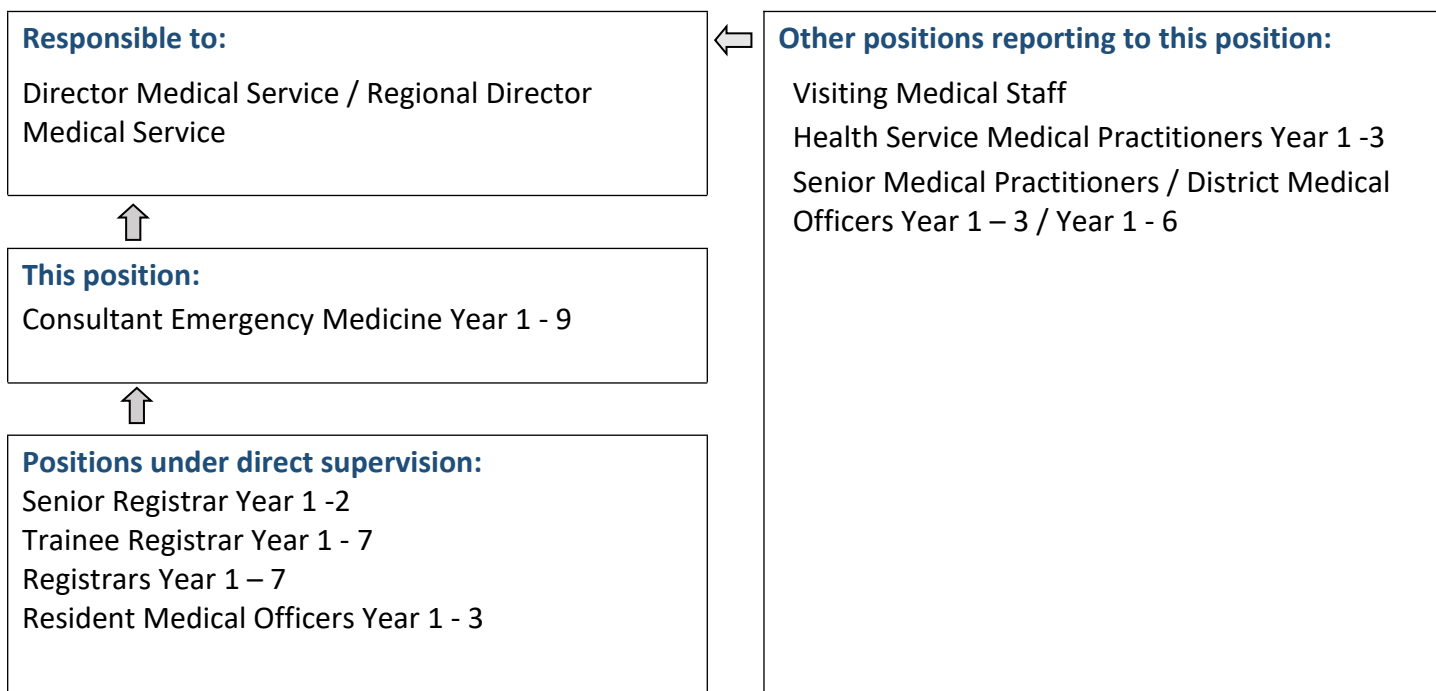 Responsible to:
Director Medical Service / Regional Director
Medical Service
This position:
Consultant Emergency Medicine Year 1 - 9
Positions under direct supervision:
Senior Registrar Year 1 -2
Trainee Registrar Year 1 - 7
Registrars Year 1 – 7
Resident Medical Officers Year 1 - 3
Other positions reporting to this position:
Visiting Medical Staff
Health Service Medical Practitioners Year 1 -3
Senior Medical Practitioners / District Medical
Officers Year 1 – 3 / Year 1 - 6